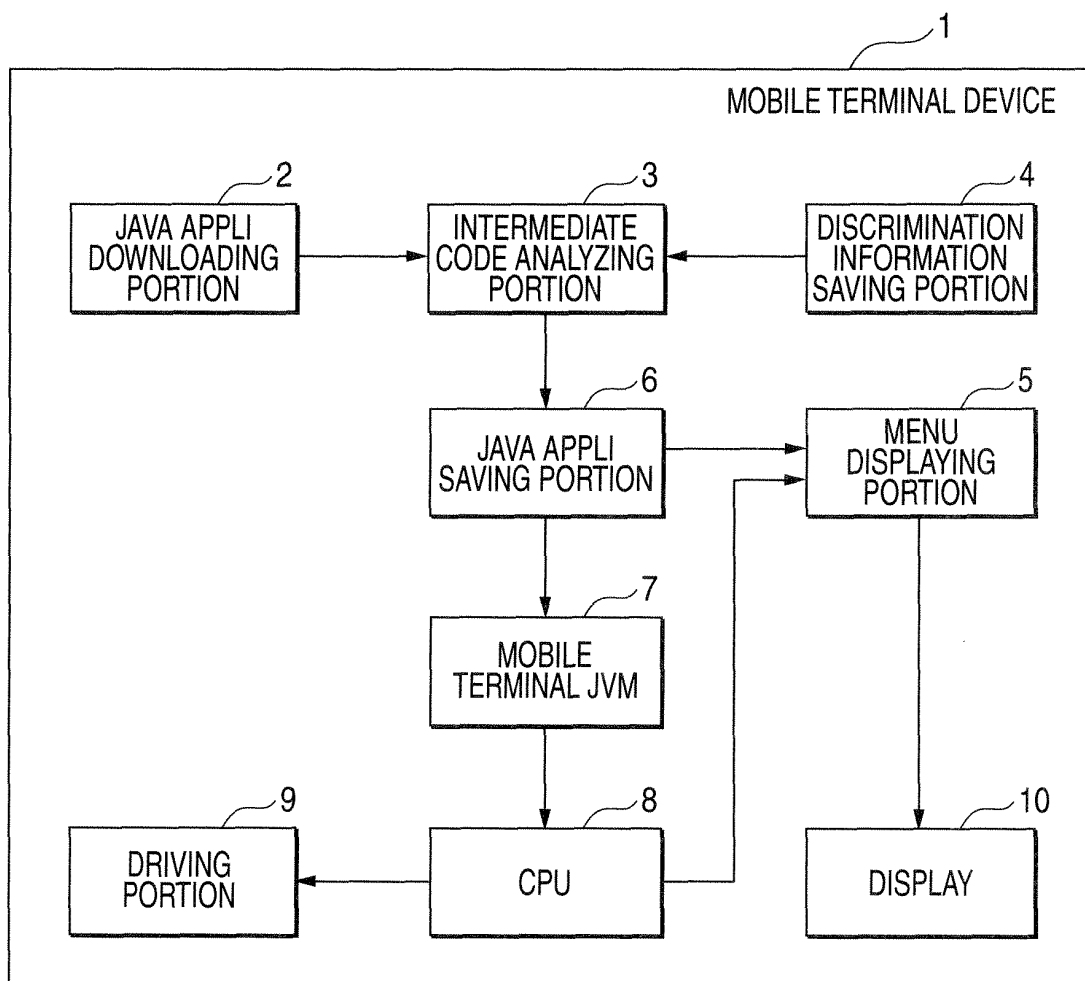 1
MOBILE TERMINAL DEVICE
2
JAVA APPLI
DOWNLOADING
PORTION
3
INTERMEDIATE
CODE ANALYZING
PORTION
4
DISCRIMINATION
INFORMATION
SAVING PORTION
6
JAVA APPLI
SAVING PORTION
5
MENU
DISPLAYING
PORTION
7
MOBILE
TERMINAL JVM
9
DRIVING
PORTION
8
CPU
10
DISPLAY